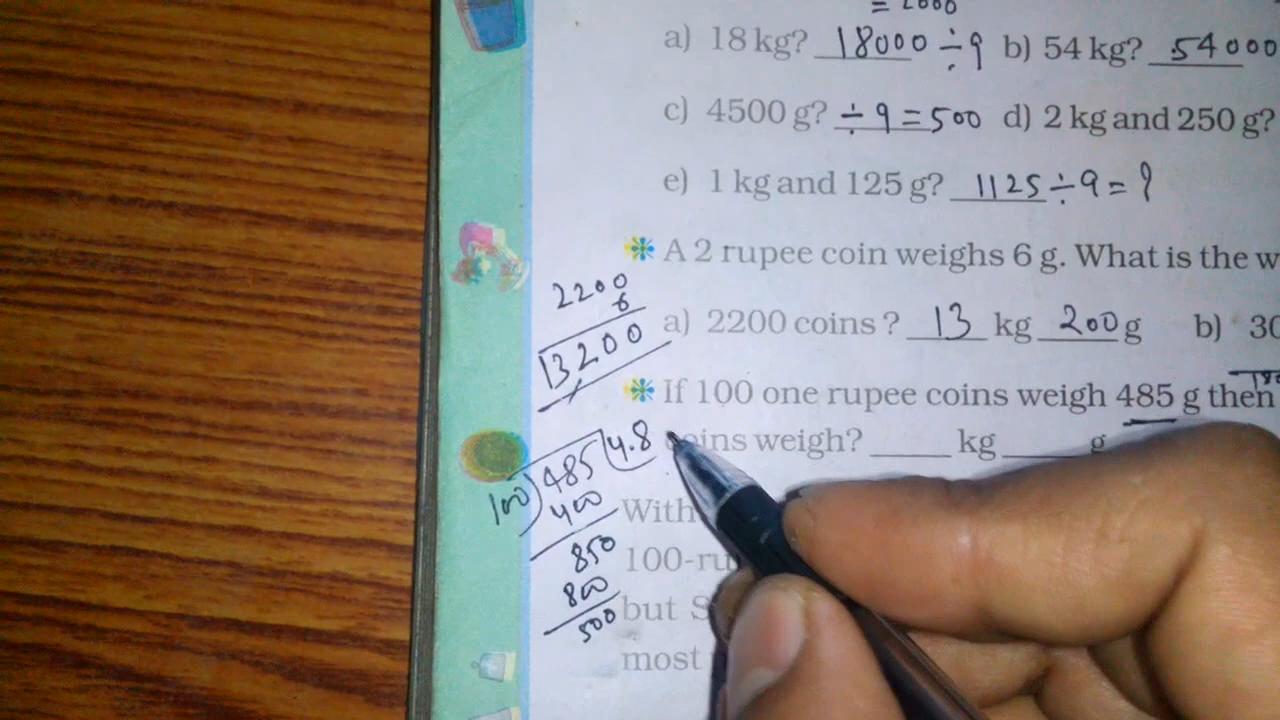 = 2000
a) 18 kg? 18000 ÷ 9 b) 54 kg? 54000
c) 4500 g? ÷ 9 = 500 d) 2 kg and 250 g?
e) 1 kg and 125 g? 1125 ÷ 9 = ?
A 2 rupee coin weighs 6 g. What is the w
2200
6
13200
a) 2200 coins? 13 kg 200 g b) 30
If 100 one rupee coins weigh 485 g then
coins weigh? ____ kg ____ g
100) 485 (4.8
400
850
800
500
With
100-ru
but S
most